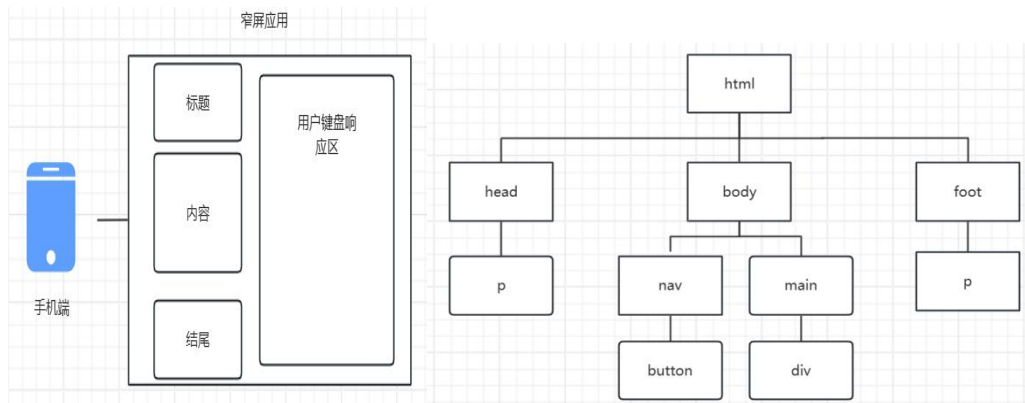 窄屏应用
标题
用户键盘响
应区
内容
结尾
手机端
html
head
body
foot
p
nav
main
p
button
div